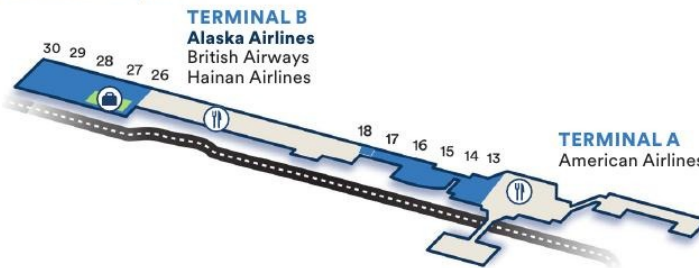 TERMINAL B
Alaska Airlines
British Airways
Hainan Airlines
30 29 28 27 26
18 17 16 15 14 13
TERMINAL A
American Airlines